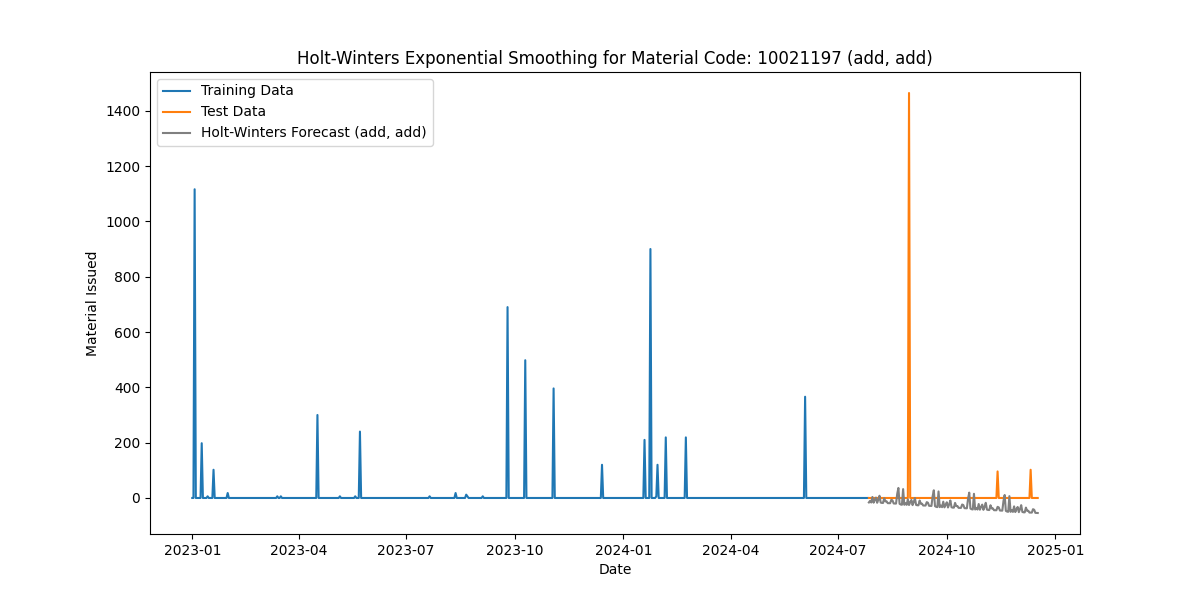 Holt-Winters Exponential Smoothing for Material Code: 10021197 (add, add)
Training Data
Test Data
Holt-Winters Forecast (add, add)
Material Issued
1400
1200
1000
800
600
400
200
0
2023-01 2023-04 2023-07 2023-10 2024-01 2024-04 2024-07 2024-10 2025-01
Date